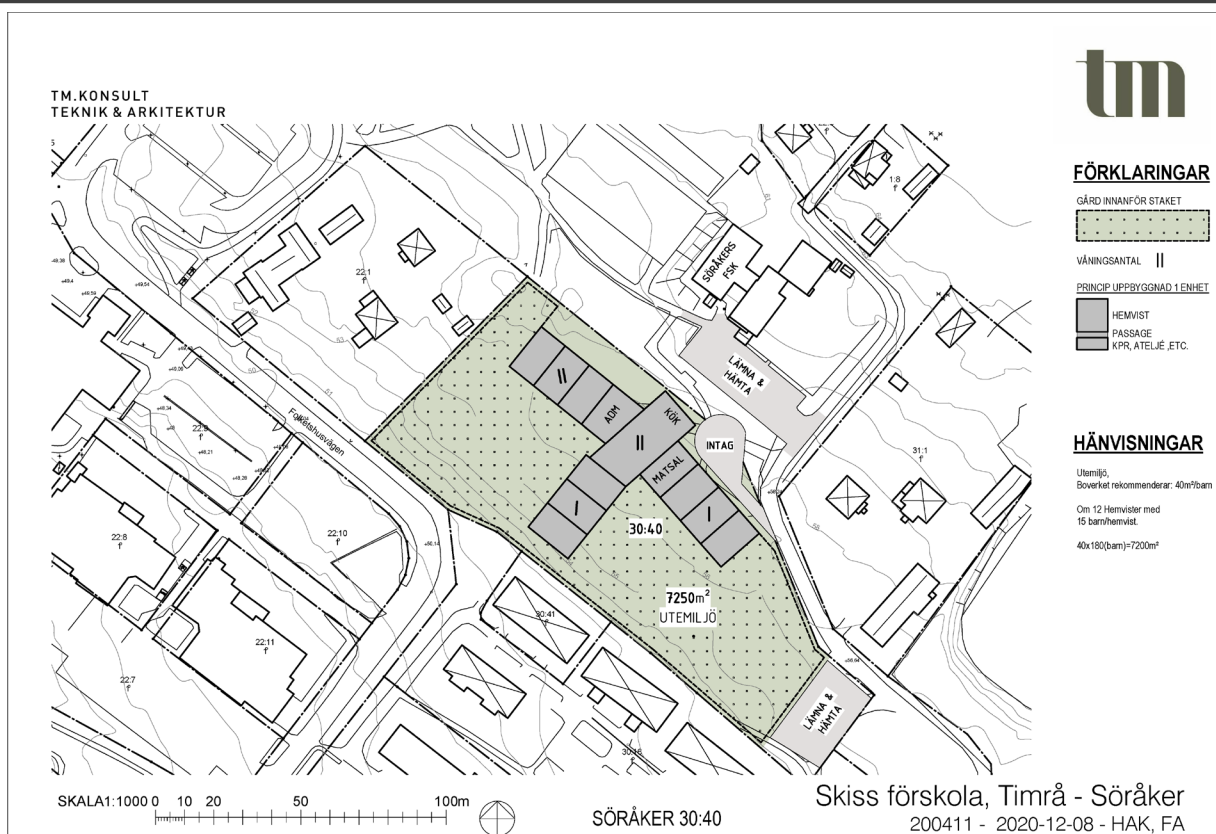 TM.KONSULT
TEKNIK & ARKITEKTUR
tm
FÖRKLARINGAR
GÅRD INNANFÖR STAKET
VÅNINGSANTAL II
PRINCIP UPPBYGGNAD 1 ENHET
HEMVIST
PASSAGE
KPR, ATELJÉ ,ETC.
HÄNVISNINGAR
Utemiljö,
Boverket rekommenderar: 40m²/barn
Om 12 Hemvister med
15 barn/hemvist.
40x180(barn)=7200m²
1:8
f
SÖRÅKERS
FSK
22:1
f
LÄMNA &
HÄMTA
II
ADM
KÖK
II
INTAG
MATSAL
I
I
31:1
f
Folketshusvägen
22:9
f
22:10
f
22:8
f
30:40
7250m²
UTEMILJÖ
30:41
f
22:11
f
22:7
f
LÄMNA &
HÄMTA
SKALA1:1000 0 10 20 50 100m
SÖRÅKER 30:40
Skiss förskola, Timrå - Söråker
200411 - 2020-12-08 - HAK, FA